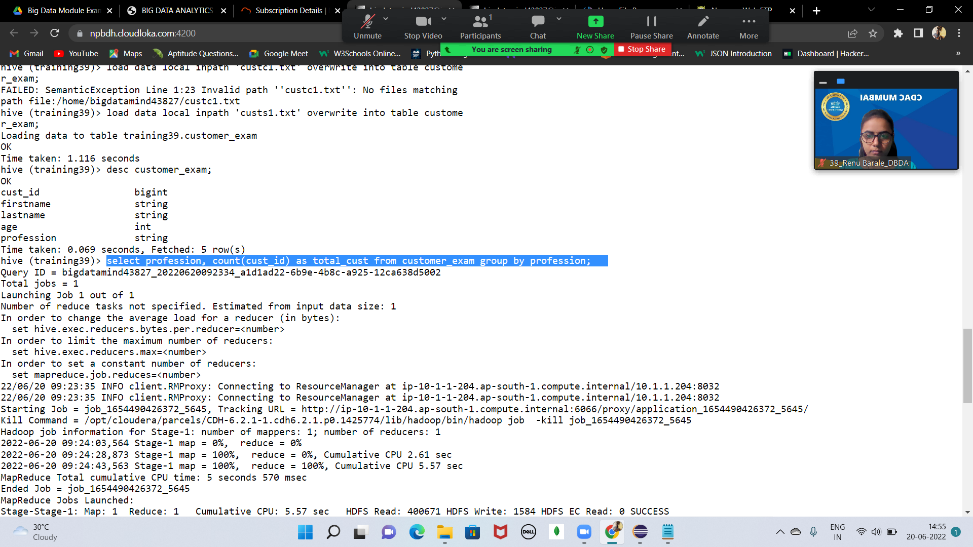 Big Data Module Exam
BIG DATA ANALYTICS
Subscription Details |
npbdh.cloudloka.com:4200
Unmute
Stop Video
1
Participants
Chat
New Share
Pause Share
Annotate
More
You are screen sharing
Stop Share
Gmail
YouTube
Maps
Aptitude Questions...
Google Meet
W3Schools Online...
JSON Introduction
Dashboard | Hacker...
hive (training39)> load data local inpath 'custc1.txt' overwrite into table custome
r_exam;
FAILED: SemanticException Line 1:23 Invalid path ''custc1.txt'': No files matching
path file:/home/bigdatamind43827/custc1.txt
hive (training39)> load data local inpath 'custs1.txt' overwrite into table custome
r_exam;
Loading data to table training39.customer_exam
OK
Time taken: 1.116 seconds
hive (training39)> desc customer_exam;
OK
cust_id bigint
firstname string
lastname string
age int
profession string
Time taken: 0.069 seconds, Fetched: 5 row(s)
hive (training39)> select profession, count(cust_id) as total_cust from customer_exam group by profession;
Query ID = bigdatamind43827_20220620092334_a1d1ad22-6b9e-4b8c-a925-12ca638d5002
Total jobs = 1
Launching Job 1 out of 1
Number of reduce tasks not specified. Estimated from input data size: 1
In order to change the average load for a reducer (in bytes):
set hive.exec.reducers.bytes.per.reducer=<number>
In order to limit the maximum number of reducers:
set hive.exec.reducers.max=<number>
In order to set a constant number of reducers:
set mapreduce.job.reduces=<number>
22/06/20 09:23:35 INFO client.RMProxy: Connecting to ResourceManager at ip-10-1-1-204.ap-south-1.compute.internal/10.1.1.204:8032
22/06/20 09:23:35 INFO client.RMProxy: Connecting to ResourceManager at ip-10-1-1-204.ap-south-1.compute.internal/10.1.1.204:8032
Starting Job = job_1654490426372_5645, Tracking URL = http://ip-10-1-1-204.ap-south-1.compute.internal:6066/proxy/application_1654490426372_5645/
Kill Command = /opt/cloudera/parcels/CDH-6.2.1-1.cdh6.2.1.p0.1425774/lib/hadoop/bin/hadoop job -kill job_1654490426372_5645
Hadoop job information for Stage-1: number of mappers: 1; number of reducers: 1
2022-06-20 09:24:03,564 Stage-1 map = 0%, reduce = 0%
2022-06-20 09:24:28,873 Stage-1 map = 100%, reduce = 0%, Cumulative CPU 2.61 sec
2022-06-20 09:24:43,563 Stage-1 map = 100%, reduce = 100%, Cumulative CPU 5.57 sec
MapReduce Total cumulative CPU time: 5 seconds 570 msec
Ended Job = job_1654490426372_5645
MapReduce Jobs Launched:
Stage-Stage-1: Map: 1 Reduce: 1 Cumulative CPU: 5.57 sec HDFS Read: 400671 HDFS Write: 1584 HDFS EC Read: 0 SUCCESS
CDAC MUMBAI
39_Renu Barale_DBDA
30°C
Cloudy
ENG
IN
14:55
20-06-2022